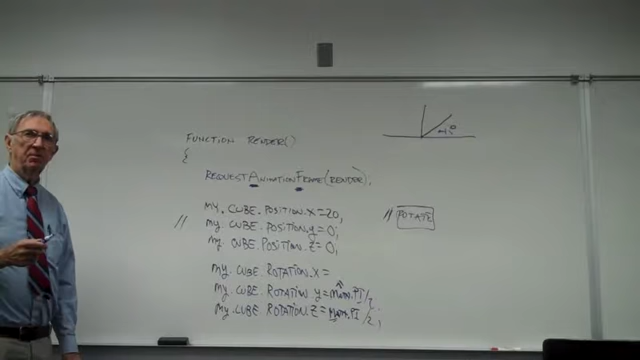 FUNCTION RENDER()
{
REQUESTANIMATIONFRAME(RENDER);
MY.CUBE.POSITION.X=20;
// MY.CUBE.POSITION.Y=0;
MY.CUBE.POSITION.Z=0;
// ROTATE
MY.CUBE.ROTATION.X=
MY.CUBE.ROTATION Y=MATH.PI/2;
MY.CUBE ROTATION.Z=MATH.PI/2;